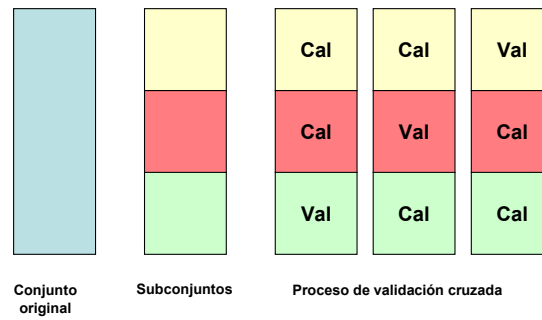 Cal Cal Val
Cal Val Cal
Val Cal Cal
Conjunto
original
Subconjuntos
Proceso de validación cruzada